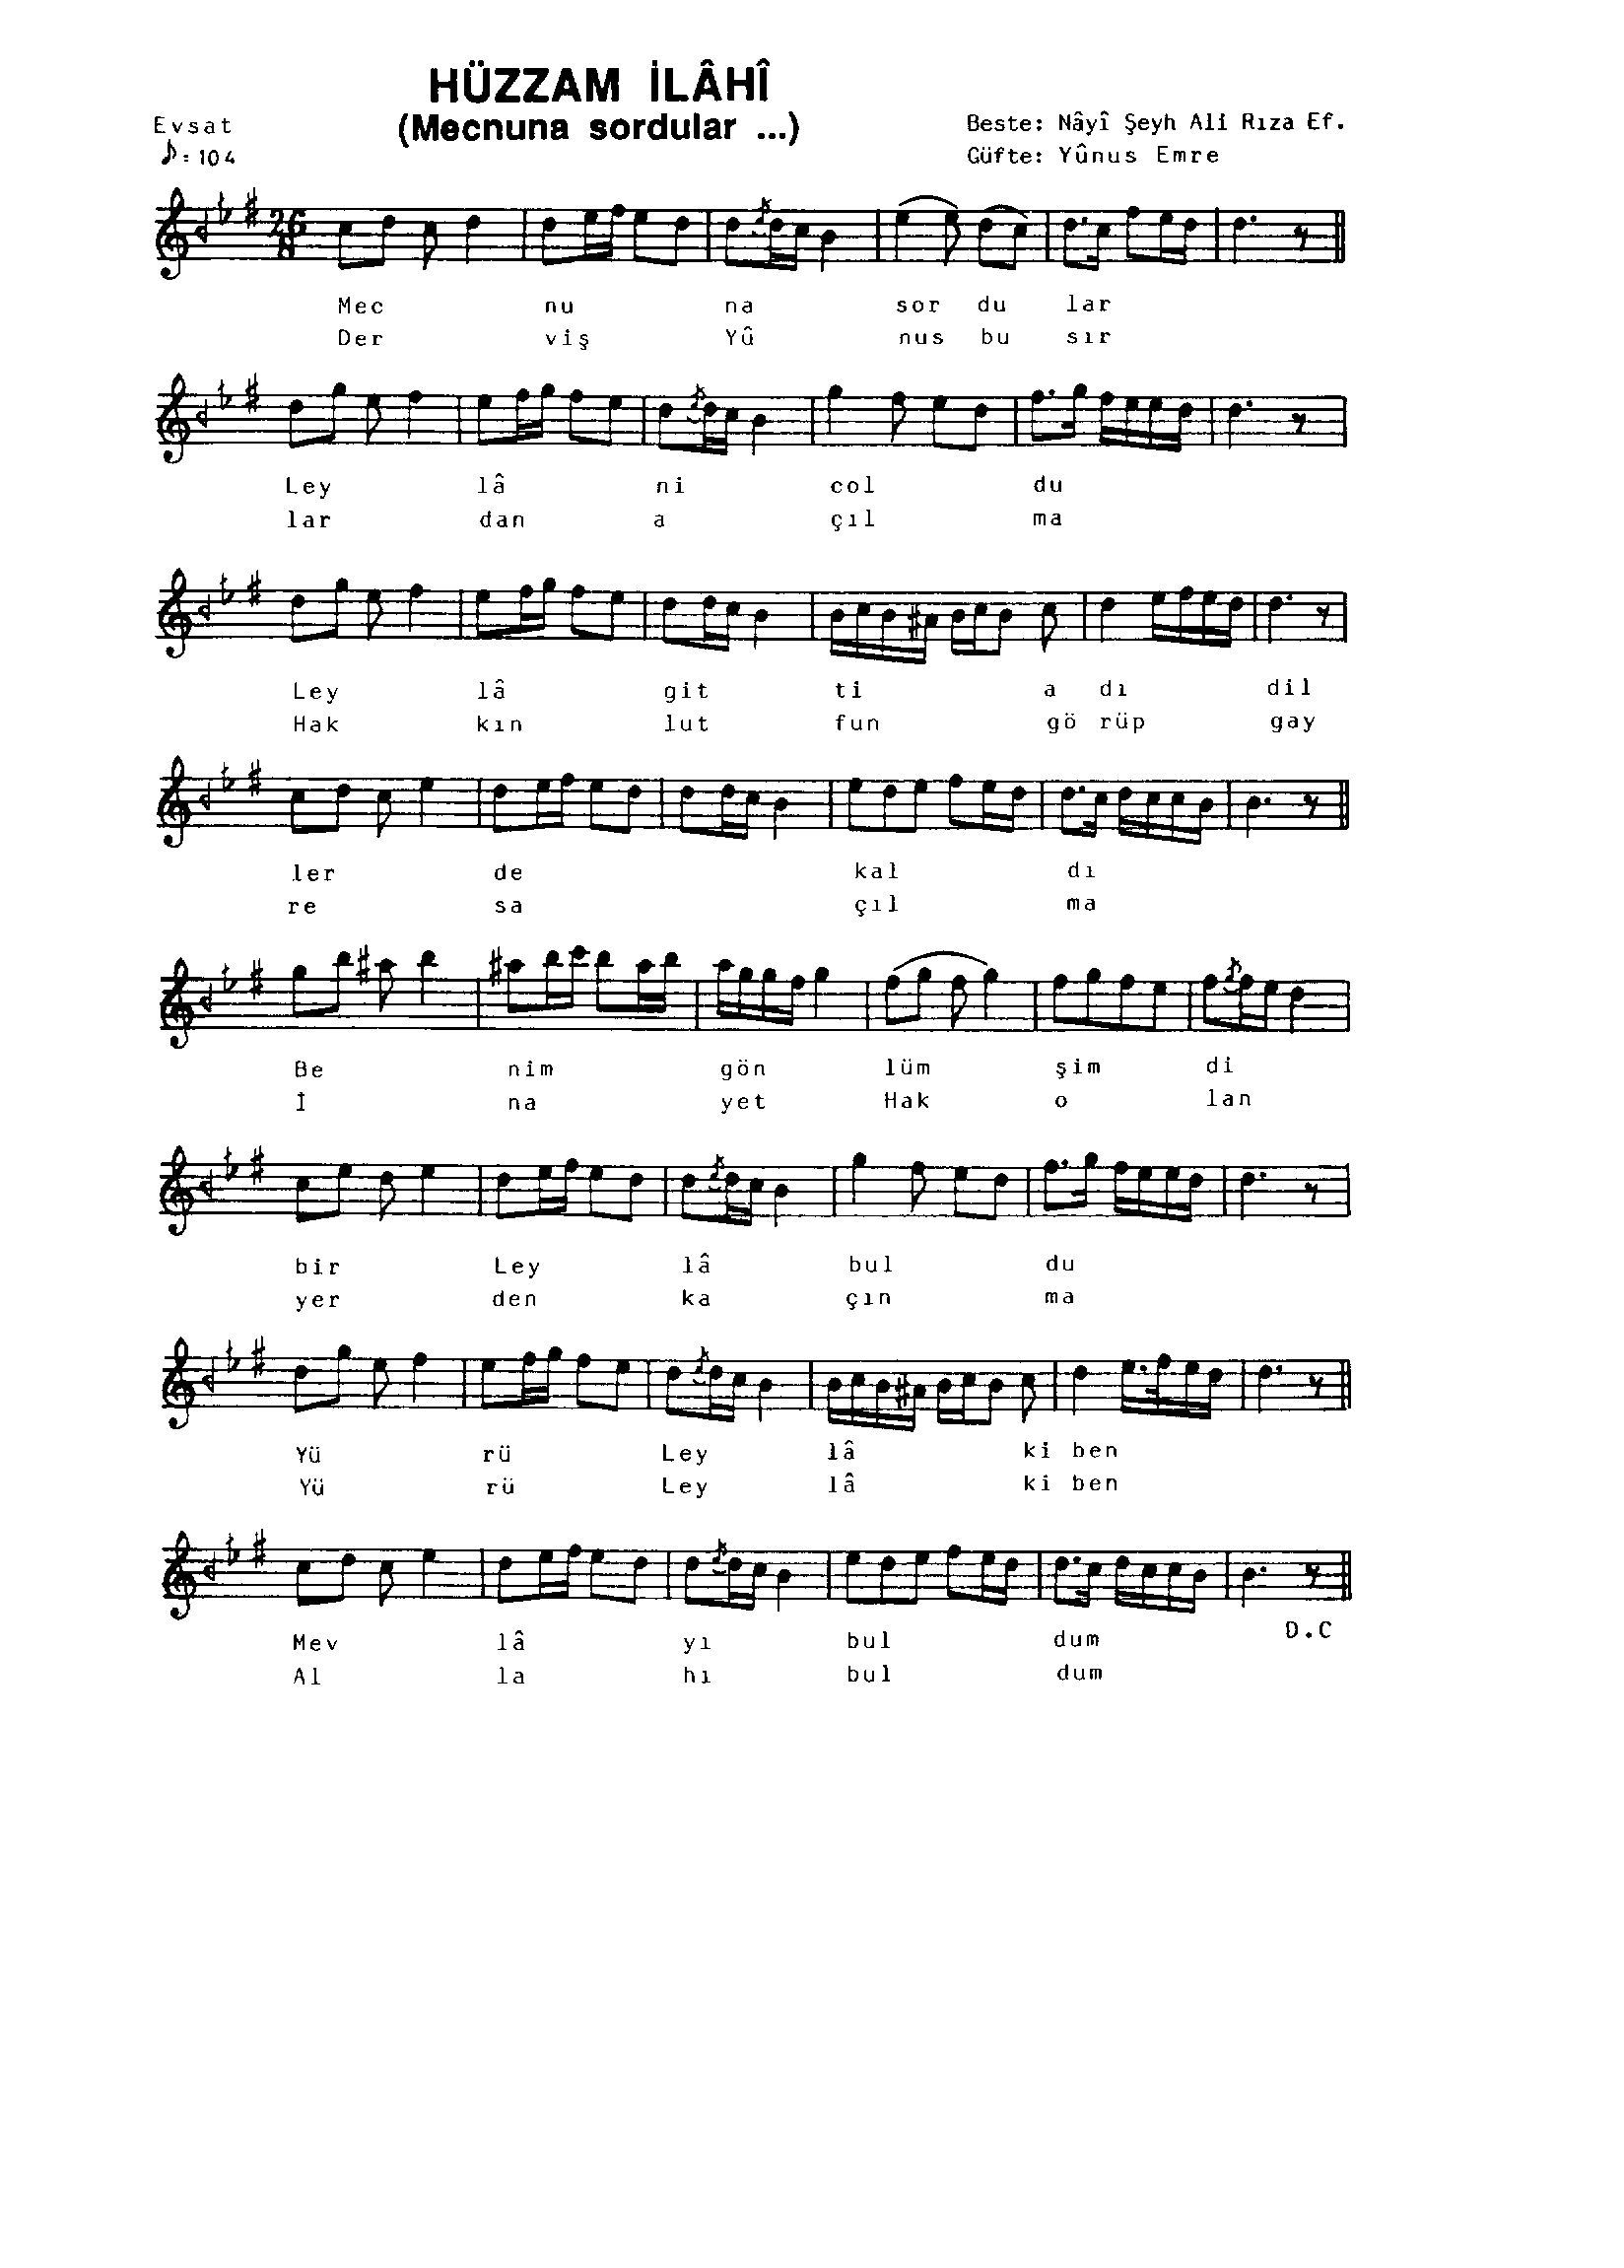 HÜZZAM İLÂHÎ
(Mecnuna sordular ...)
Evsat
♪=104
Beste: Nâyî Şeyh Ali Rıza Ef.
Güfte: Yûnus Emre
26
8
Mec nu na sor du lar
Der viş Yû nus bu sır
Ley lâ ni col du
lar dan a çıl ma
Ley lâ git ti a dı dil
Hak kın lut fun gö rüp gay
ler de kal dı
re sa çıl ma
Be nim gön lüm şim di
İ na yet Hak o lan
bir Ley lâ bul du
yer den ka çın ma
Yü rü Ley lâ ki ben
Yü rü Ley lâ ki ben
Mev lâ yı bul dum D.C
Al la hı bul dum